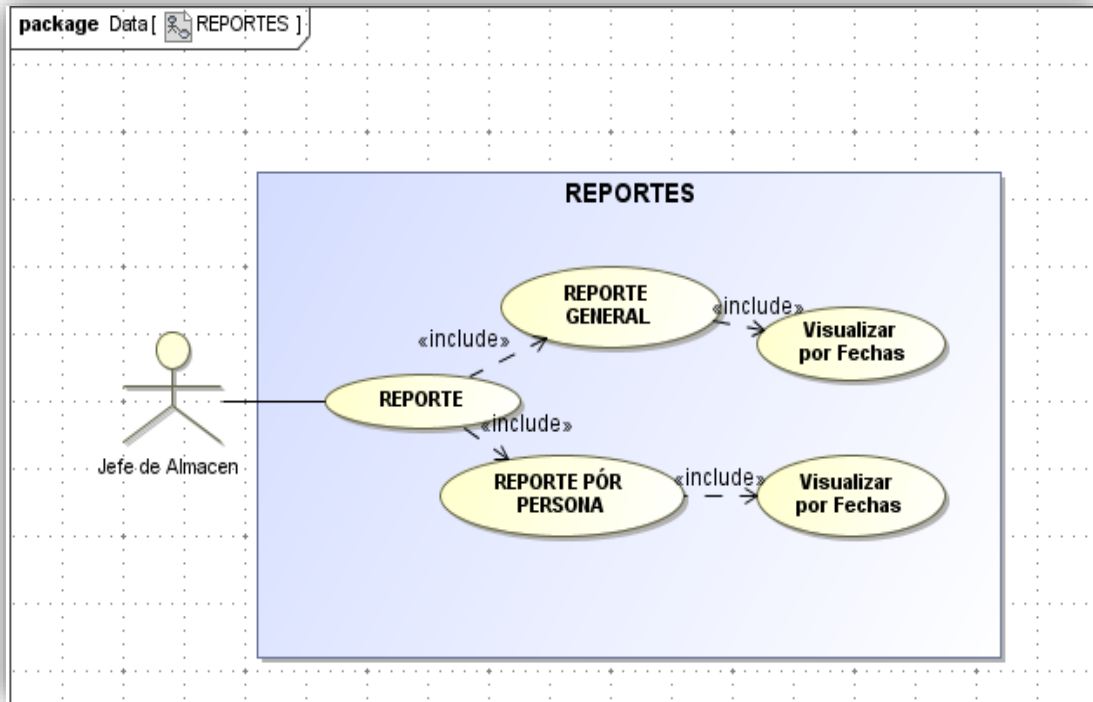 package Data [ REPORTES ]
REPORTES
REPORTE
GENERAL
«include»
Visualizar
por Fechas
«include»
REPORTE
«include»
Jefe de Almacen
REPORTE PÓR
PERSONA
«include»
Visualizar
por Fechas